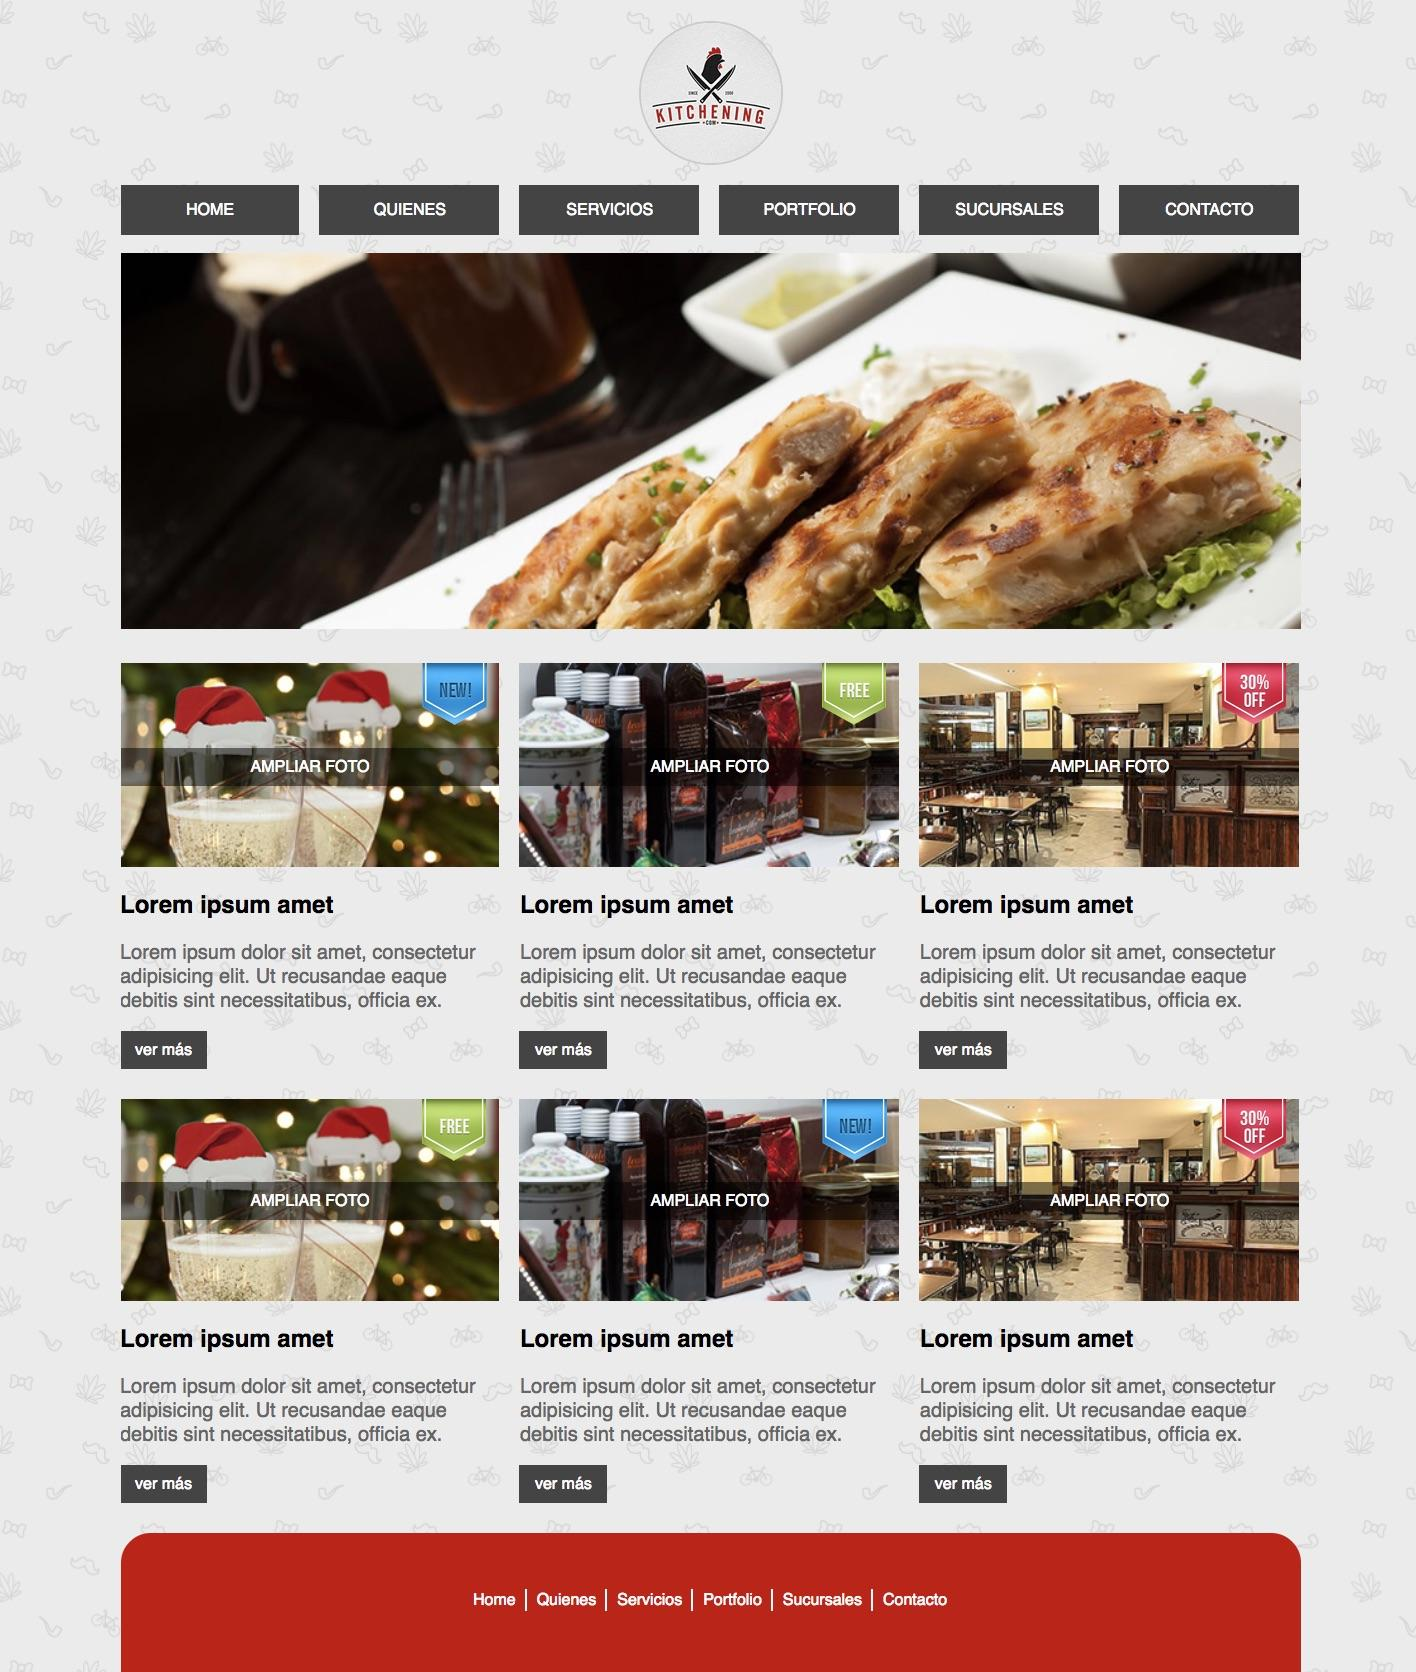 SINCE 2000
KITCHENING
COM
HOME
QUIENES
SERVICIOS
PORTFOLIO
SUCURSALES
CONTACTO
NEW!
AMPLIAR FOTO
FREE
AMPLIAR FOTO
30%
OFF
AMPLIAR FOTO
Lorem ipsum amet
Lorem ipsum dolor sit amet, consectetur
adipisicing elit. Ut recusandae eaque
debitis sint necessitatibus, officia ex.
ver más
Lorem ipsum amet
Lorem ipsum dolor sit amet, consectetur
adipisicing elit. Ut recusandae eaque
debitis sint necessitatibus, officia ex.
ver más
Lorem ipsum amet
Lorem ipsum dolor sit amet, consectetur
adipisicing elit. Ut recusandae eaque
debitis sint necessitatibus, officia ex.
ver más
FREE
AMPLIAR FOTO
NEW!
AMPLIAR FOTO
30%
OFF
AMPLIAR FOTO
Lorem ipsum amet
Lorem ipsum dolor sit amet, consectetur
adipisicing elit. Ut recusandae eaque
debitis sint necessitatibus, officia ex.
ver más
Lorem ipsum amet
Lorem ipsum dolor sit amet, consectetur
adipisicing elit. Ut recusandae eaque
debitis sint necessitatibus, officia ex.
ver más
Lorem ipsum amet
Lorem ipsum dolor sit amet, consectetur
adipisicing elit. Ut recusandae eaque
debitis sint necessitatibus, officia ex.
ver más
Home
Quienes
Servicios
Portfolio
Sucursales
Contacto